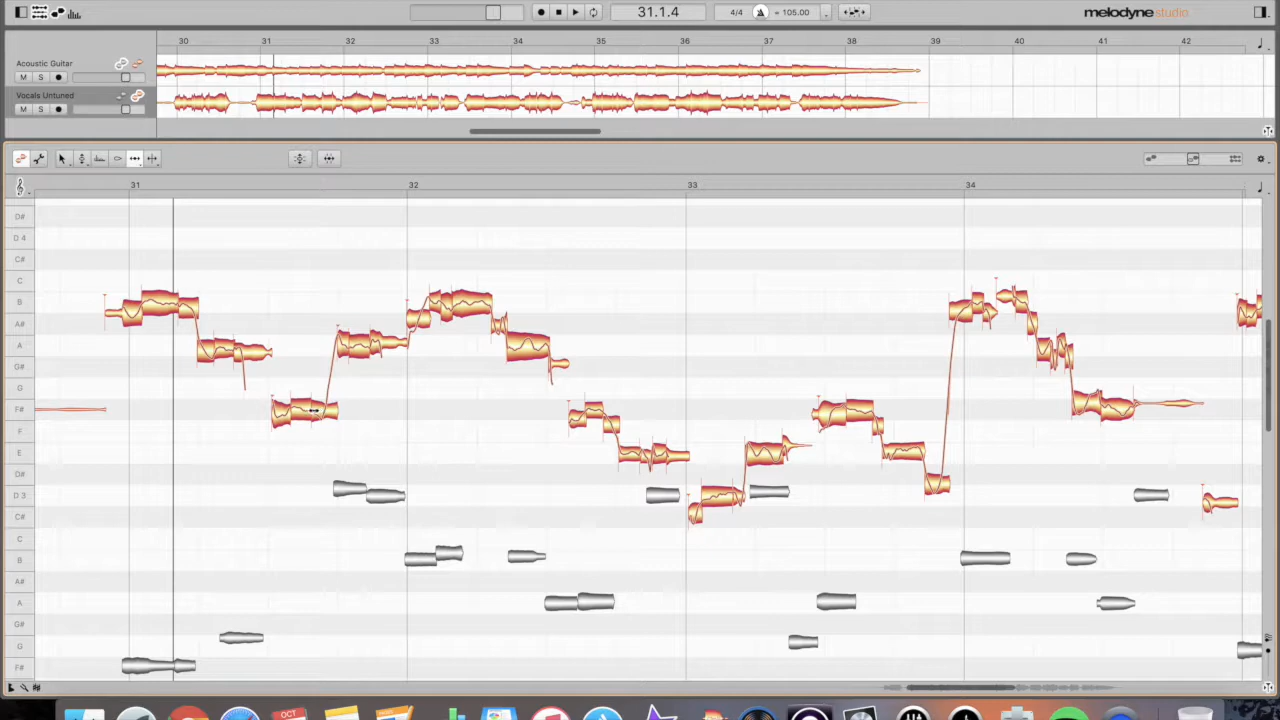 31.1.4
4/4
= 105.00
melodyne studio
30 31 32 33 34 35 36 37 38 39 40 41 42
Acoustic Guitar
M S
Vocals Untuned
M S
31 32 33 34
D#
D 4
C#
C
B
A#
A
G#
G
F#
F
E
D#
D 3
C#
C
B
A#
A
G#
G
F#
OCT